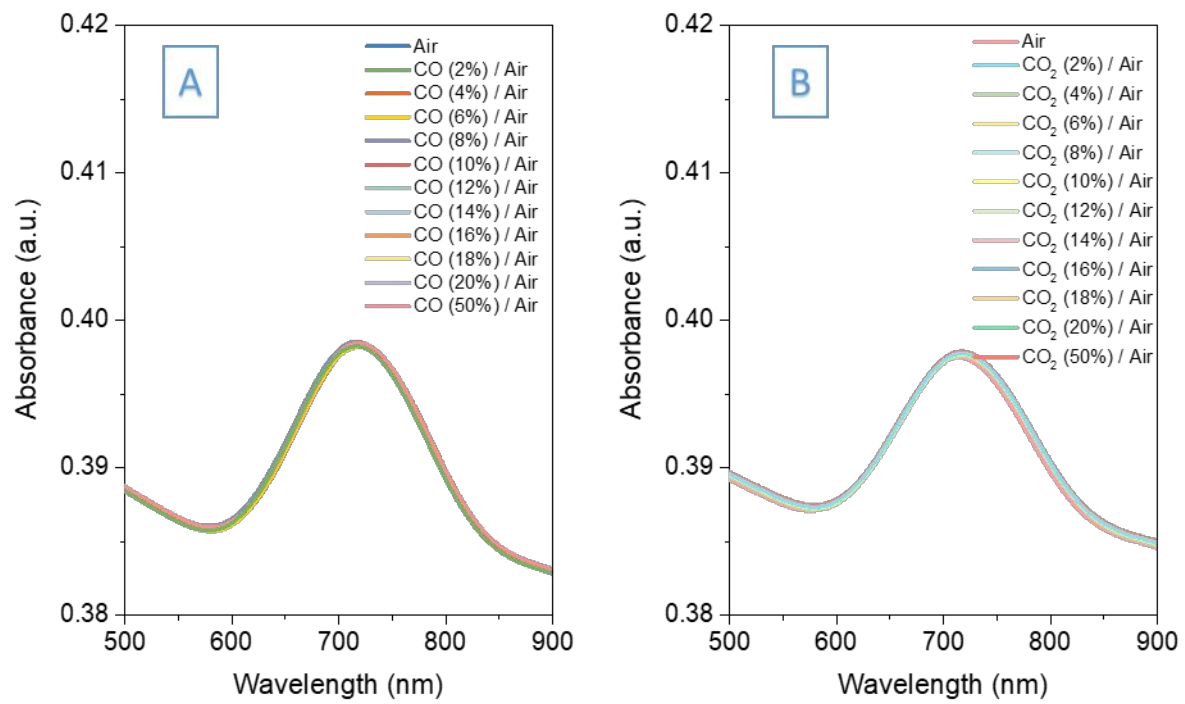 A
Air
CO (2%) / Air
CO (4%) / Air
CO (6%) / Air
CO (8%) / Air
CO (10%) / Air
CO (12%) / Air
CO (14%) / Air
CO (16%) / Air
CO (18%) / Air
CO (20%) / Air
CO (50%) / Air
Absorbance (a.u.)
0.42
0.41
0.40
0.39
0.38
500 600 700 800 900
Wavelength (nm)
B
Air
CO₂ (2%) / Air
CO₂ (4%) / Air
CO₂ (6%) / Air
CO₂ (8%) / Air
CO₂ (10%) / Air
CO₂ (12%) / Air
CO₂ (14%) / Air
CO₂ (16%) / Air
CO₂ (18%) / Air
CO₂ (20%) / Air
CO₂ (50%) / Air
Absorbance (a.u.)
0.42
0.41
0.40
0.39
0.38
500 600 700 800 900
Wavelength (nm)